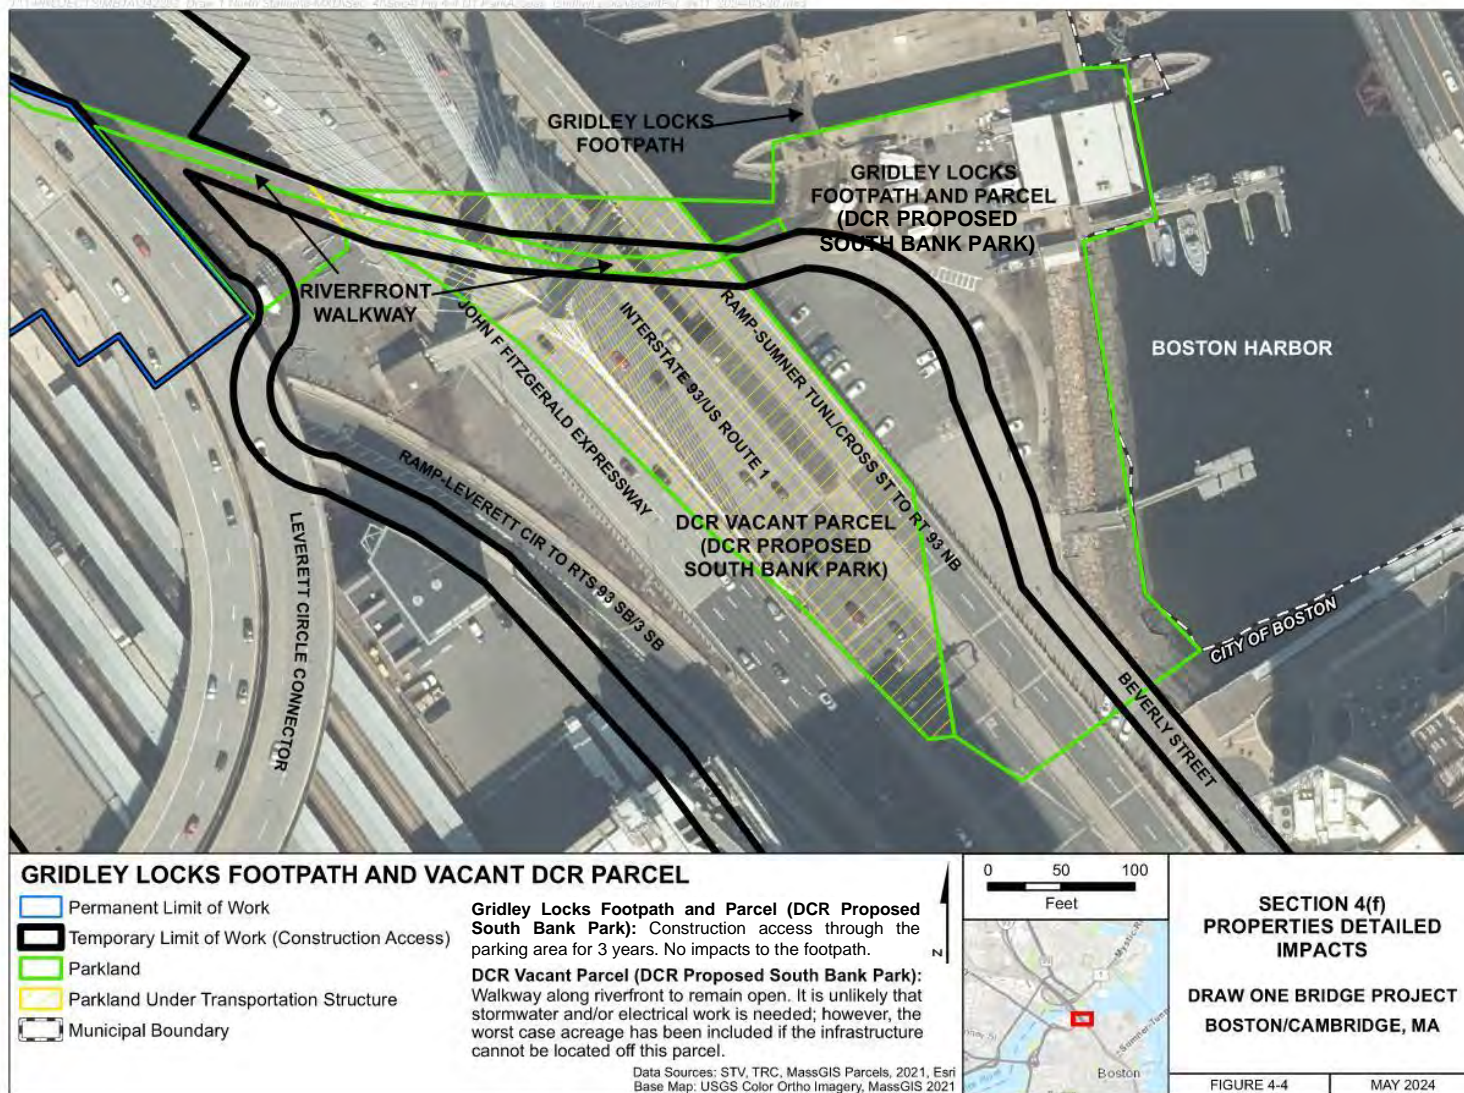 GRIDLEY LOCKS
FOOTPATH
GRIDLEY LOCKS
FOOTPATH AND PARCEL
(DCR PROPOSED
SOUTH BANK PARK)
RIVERFRONT
WALKWAY
JOHN F FITZGERALD EXPRESSWAY
INTERSTATE 93/US ROUTE 1
RAMP-SUMNER TUNL/CROSS ST TO RT 93 NB
BOSTON HARBOR
RAMP-LEVERETT CIR TO RTS 93 SB/3 SB
LEVERETT CIRCLE CONNECTOR
DCR VACANT PARCEL
(DCR PROPOSED
SOUTH BANK PARK)
CITY OF BOSTON
BEVERLY STREET
GRIDLEY LOCKS FOOTPATH AND VACANT DCR PARCEL
Permanent Limit of Work
Temporary Limit of Work (Construction Access)
Parkland
Parkland Under Transportation Structure
Municipal Boundary
Gridley Locks Footpath and Parcel (DCR Proposed
South Bank Park): Construction access through the
parking area for 3 years. No impacts to the footpath.
DCR Vacant Parcel (DCR Proposed South Bank Park):
Walkway along riverfront to remain open. It is unlikely that
stormwater and/or electrical work is needed; however, the
worst case acreage has been included if the infrastructure
cannot be located off this parcel.
Data Sources: STV, TRC, MassGIS Parcels, 2021, Esri
Base Map: USGS Color Ortho Imagery, MassGIS 2021
N
0 50 100
Feet
Boston
SECTION 4(f)
PROPERTIES DETAILED
IMPACTS
DRAW ONE BRIDGE PROJECT
BOSTON/CAMBRIDGE, MA
FIGURE 4-4
MAY 2024